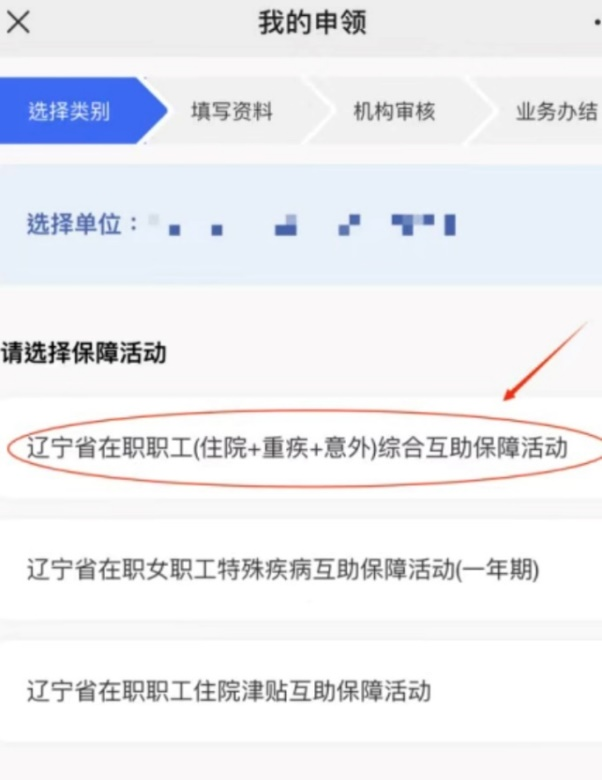 我的申领
选择类别 填写资料 机构审核 业务办结
选择单位：
请选择保障活动
辽宁省在职职工(住院+重疾+意外)综合互助保障活动
辽宁省在职女职工特殊疾病互助保障活动(一年期)
辽宁省在职职工住院津贴互助保障活动